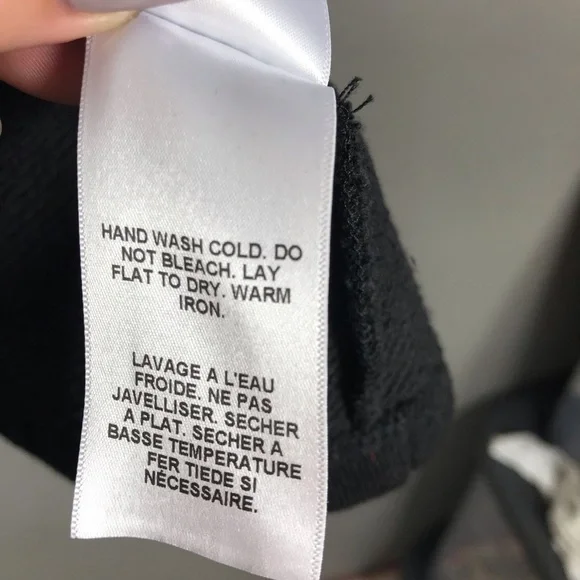 HAND WASH COLD. DO
NOT BLEACH. LAY
FLAT TO DRY. WARM
IRON.
LAVAGE A L'EAU
FROIDE. NE PAS
JAVELLISER. SECHER
A PLAT. SECHER A
BASSE TEMPERATURE
FER TIEDE SI
NÉCESSAIRE.